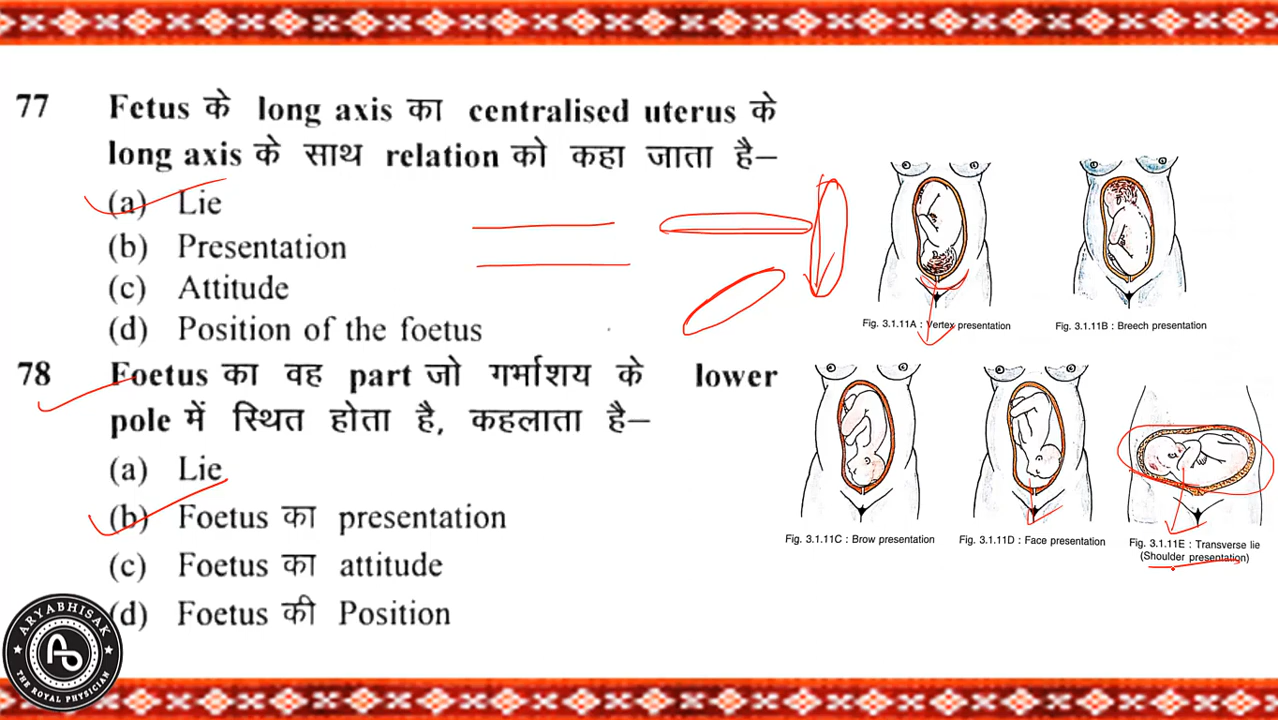 77 Fetus के long axis का centralised uterus के
long axis के साथ relation को कहा जाता है–
(a) Lie
(b) Presentation
(c) Attitude
(d) Position of the foetus
78 Foetus का वह part जो गर्भाशय के lower
pole में स्थित होता है, कहलाता है–
(a) Lie
(b) Foetus का presentation
(c) Foetus का attitude
(d) Foetus की Position
Fig. 3.1.11A : Vertex presentation
Fig. 3.1.11B : Breech presentation
Fig. 3.1.11C : Brow presentation
Fig. 3.1.11D : Face presentation
Fig. 3.1.11E : Transverse lie
(Shoulder presentation)
ARYABHISAK
THE ROYAL PHYSICIAN